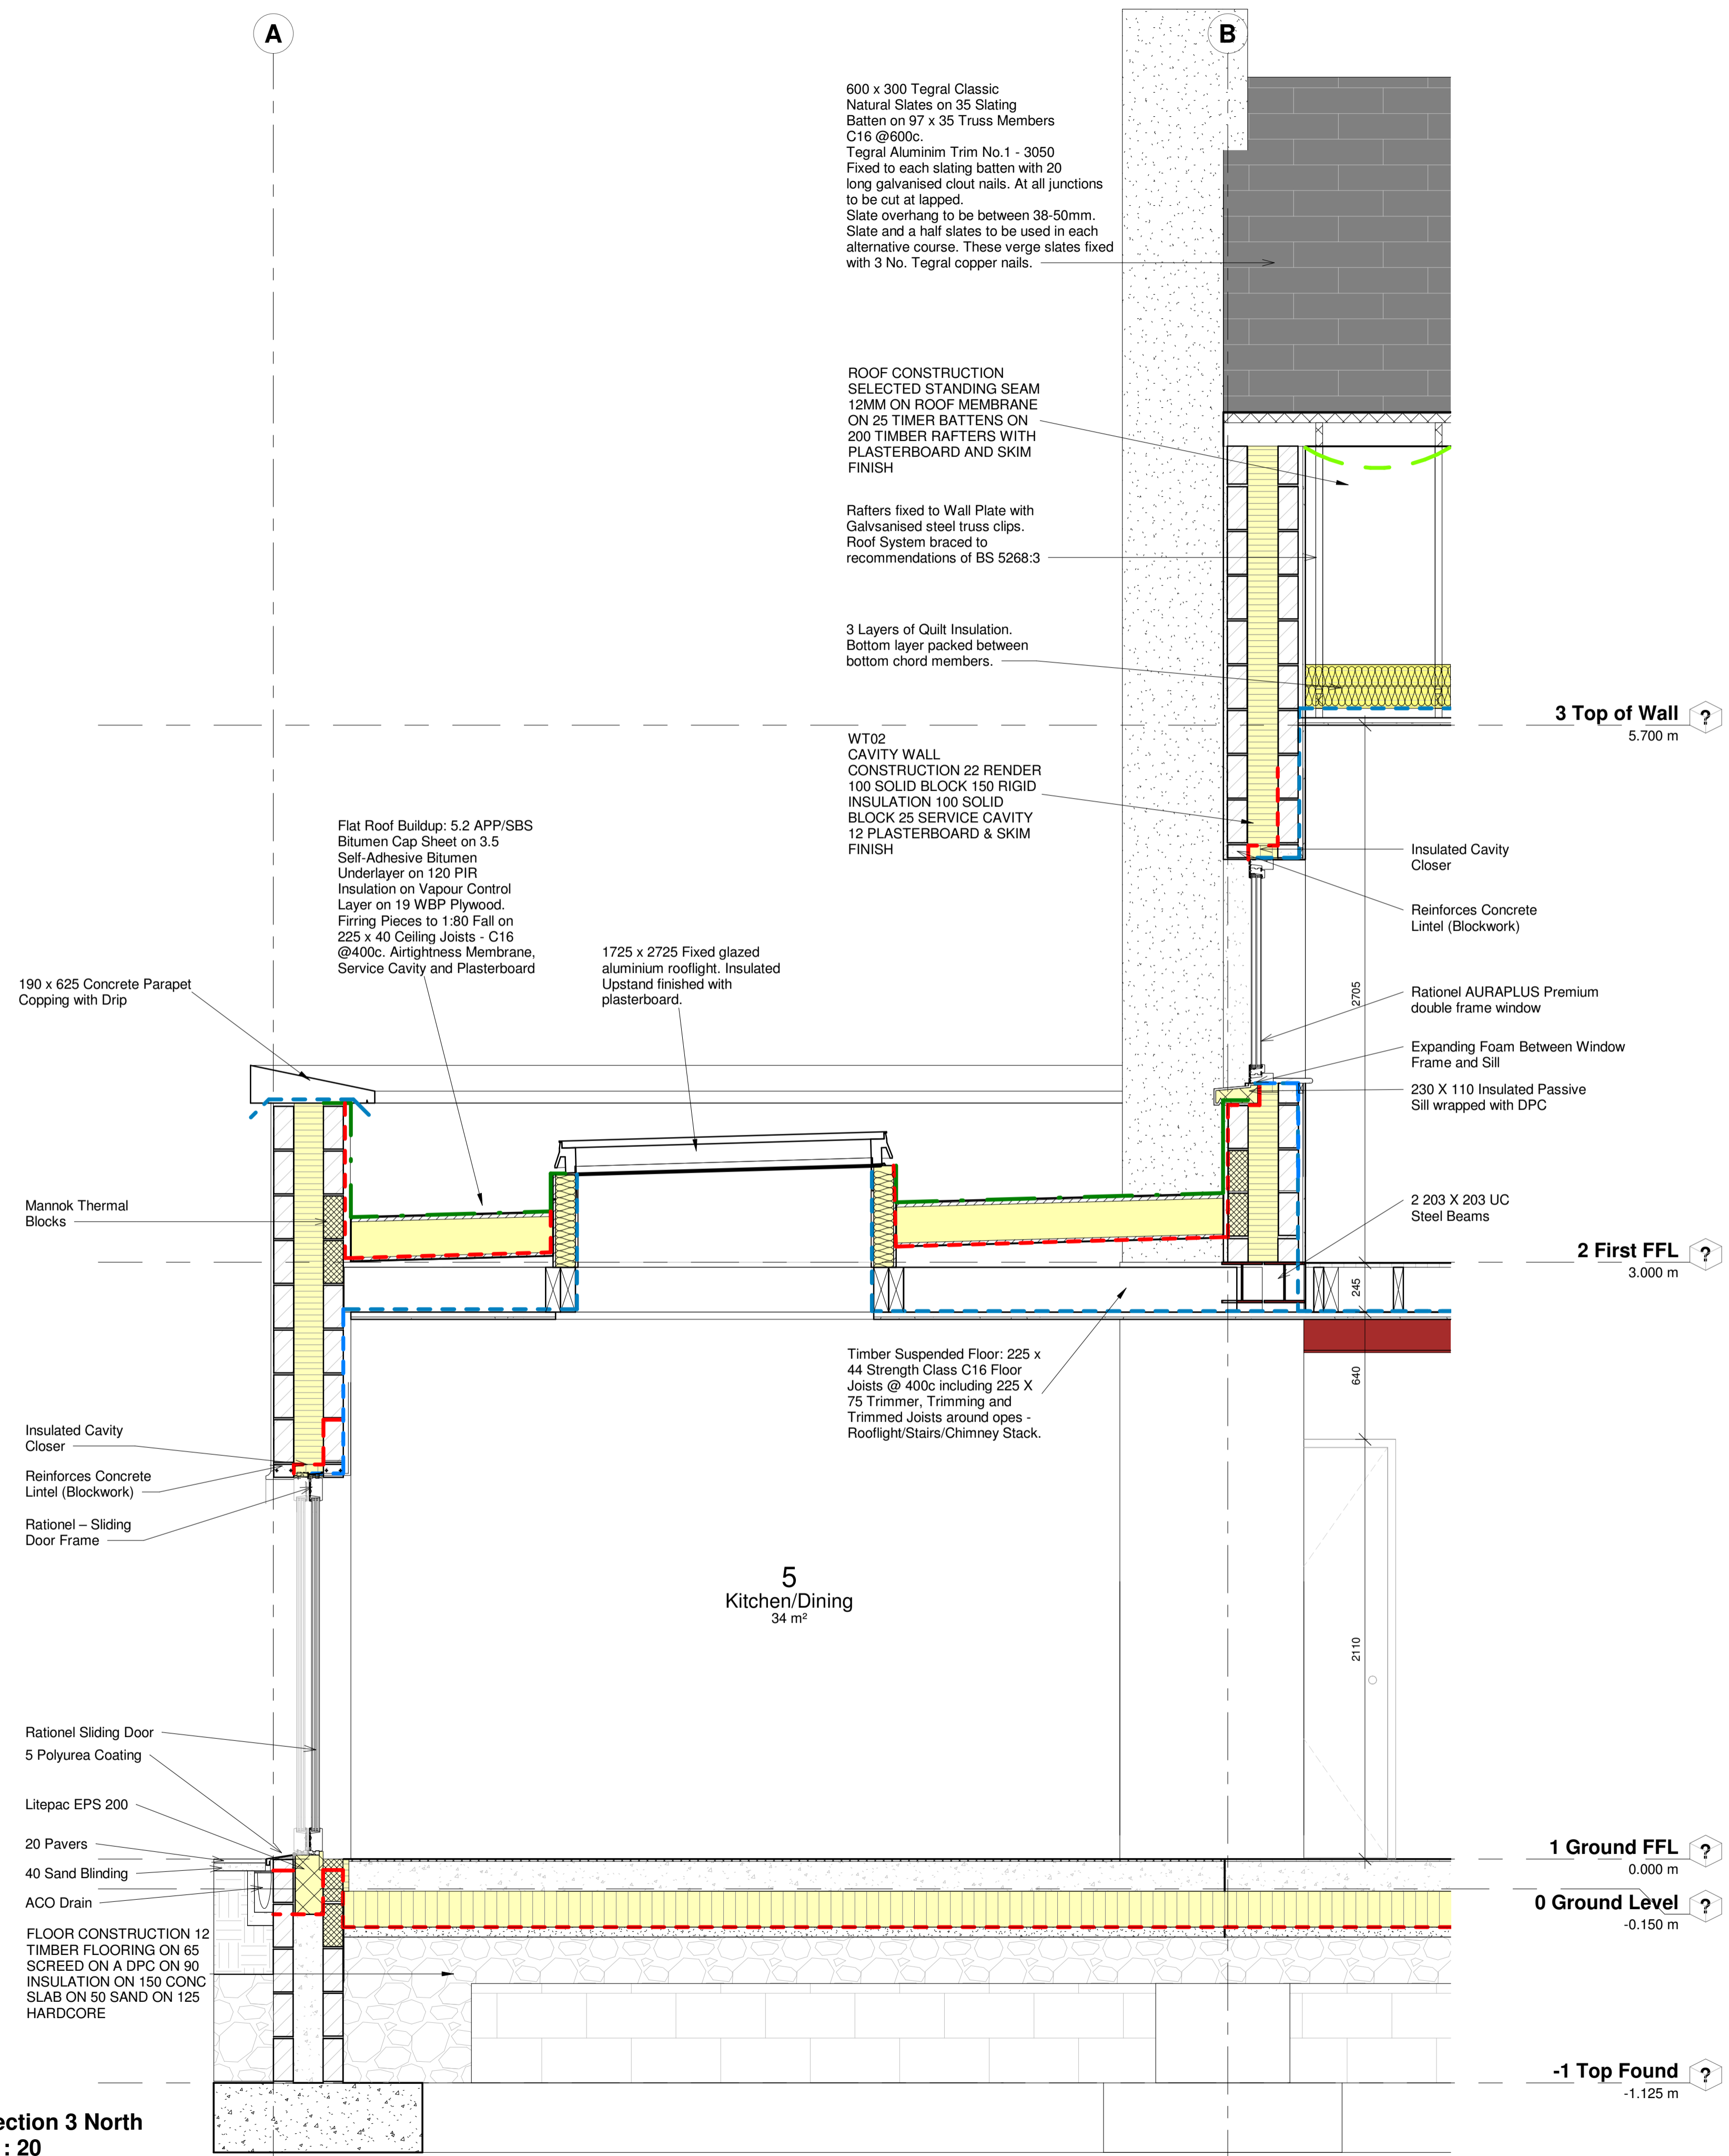 A
B
600 x 300 Tegral Classic
Natural Slates on 35 Slating
Batten on 97 x 35 Truss Members
C16 @600c.
Tegral Aluminim Trim No.1 - 3050
Fixed to each slating batten with 20
long galvanised clout nails. At all junctions
to be cut at lapped.
Slate overhang to be between 38-50mm.
Slate and a half slates to be used in each
alternative course. These verge slates fixed
with 3 No. Tegral copper nails.
ROOF CONSTRUCTION
SELECTED STANDING SEAM
12MM ON ROOF MEMBRANE
ON 25 TIMER BATTENS ON
200 TIMBER RAFTERS WITH
PLASTERBOARD AND SKIM
FINISH
Rafters fixed to Wall Plate with
Galvsanised steel truss clips.
Roof System braced to
recommendations of BS 5268:3
3 Layers of Quilt Insulation.
Bottom layer packed between
bottom chord members.
3 Top of Wall
?
5.700 m
WT02
CAVITY WALL
CONSTRUCTION 22 RENDER
100 SOLID BLOCK 150 RIGID
INSULATION 100 SOLID
BLOCK 25 SERVICE CAVITY
12 PLASTERBOARD & SKIM
FINISH
Flat Roof Buildup: 5.2 APP/SBS
Bitumen Cap Sheet on 3.5
Self-Adhesive Bitumen
Underlayer on 120 PIR
Insulation on Vapour Control
Layer on 19 WBP Plywood.
Firring Pieces to 1:80 Fall on
225 x 40 Ceiling Joists - C16
@400c. Airtightness Membrane,
Service Cavity and Plasterboard
1725 x 2725 Fixed glazed
aluminium rooflight. Insulated
Upstand finished with
plasterboard.
190 x 625 Concrete Parapet
Copping with Drip
Insulated Cavity
Closer
Reinforces Concrete
Lintel (Blockwork)
2705
Rationel AURAPLUS Premium
double frame window
Expanding Foam Between Window
Frame and Sill
230 X 110 Insulated Passive
Sill wrapped with DPC
Mannok Thermal
Blocks
2 203 X 203 UC
Steel Beams
2 First FFL
?
3.000 m
245
Timber Suspended Floor: 225 x
44 Strength Class C16 Floor
Joists @ 400c including 225 X
75 Trimmer, Trimming and
Trimmed Joists around opes -
Rooflight/Stairs/Chimney Stack.
640
Insulated Cavity
Closer
Reinforces Concrete
Lintel (Blockwork)
Rationel – Sliding
Door Frame
5
Kitchen/Dining
34 m²
2110
Rationel Sliding Door
5 Polyurea Coating
Litepac EPS 200
20 Pavers
40 Sand Blinding
ACO Drain
1 Ground FFL
?
0.000 m
0 Ground Level
?
-0.150 m
FLOOR CONSTRUCTION 12
TIMBER FLOORING ON 65
SCREED ON A DPC ON 90
INSULATION ON 150 CONC
SLAB ON 50 SAND ON 125
HARDCORE
-1 Top Found
?
-1.125 m
ection 3 North
: 20